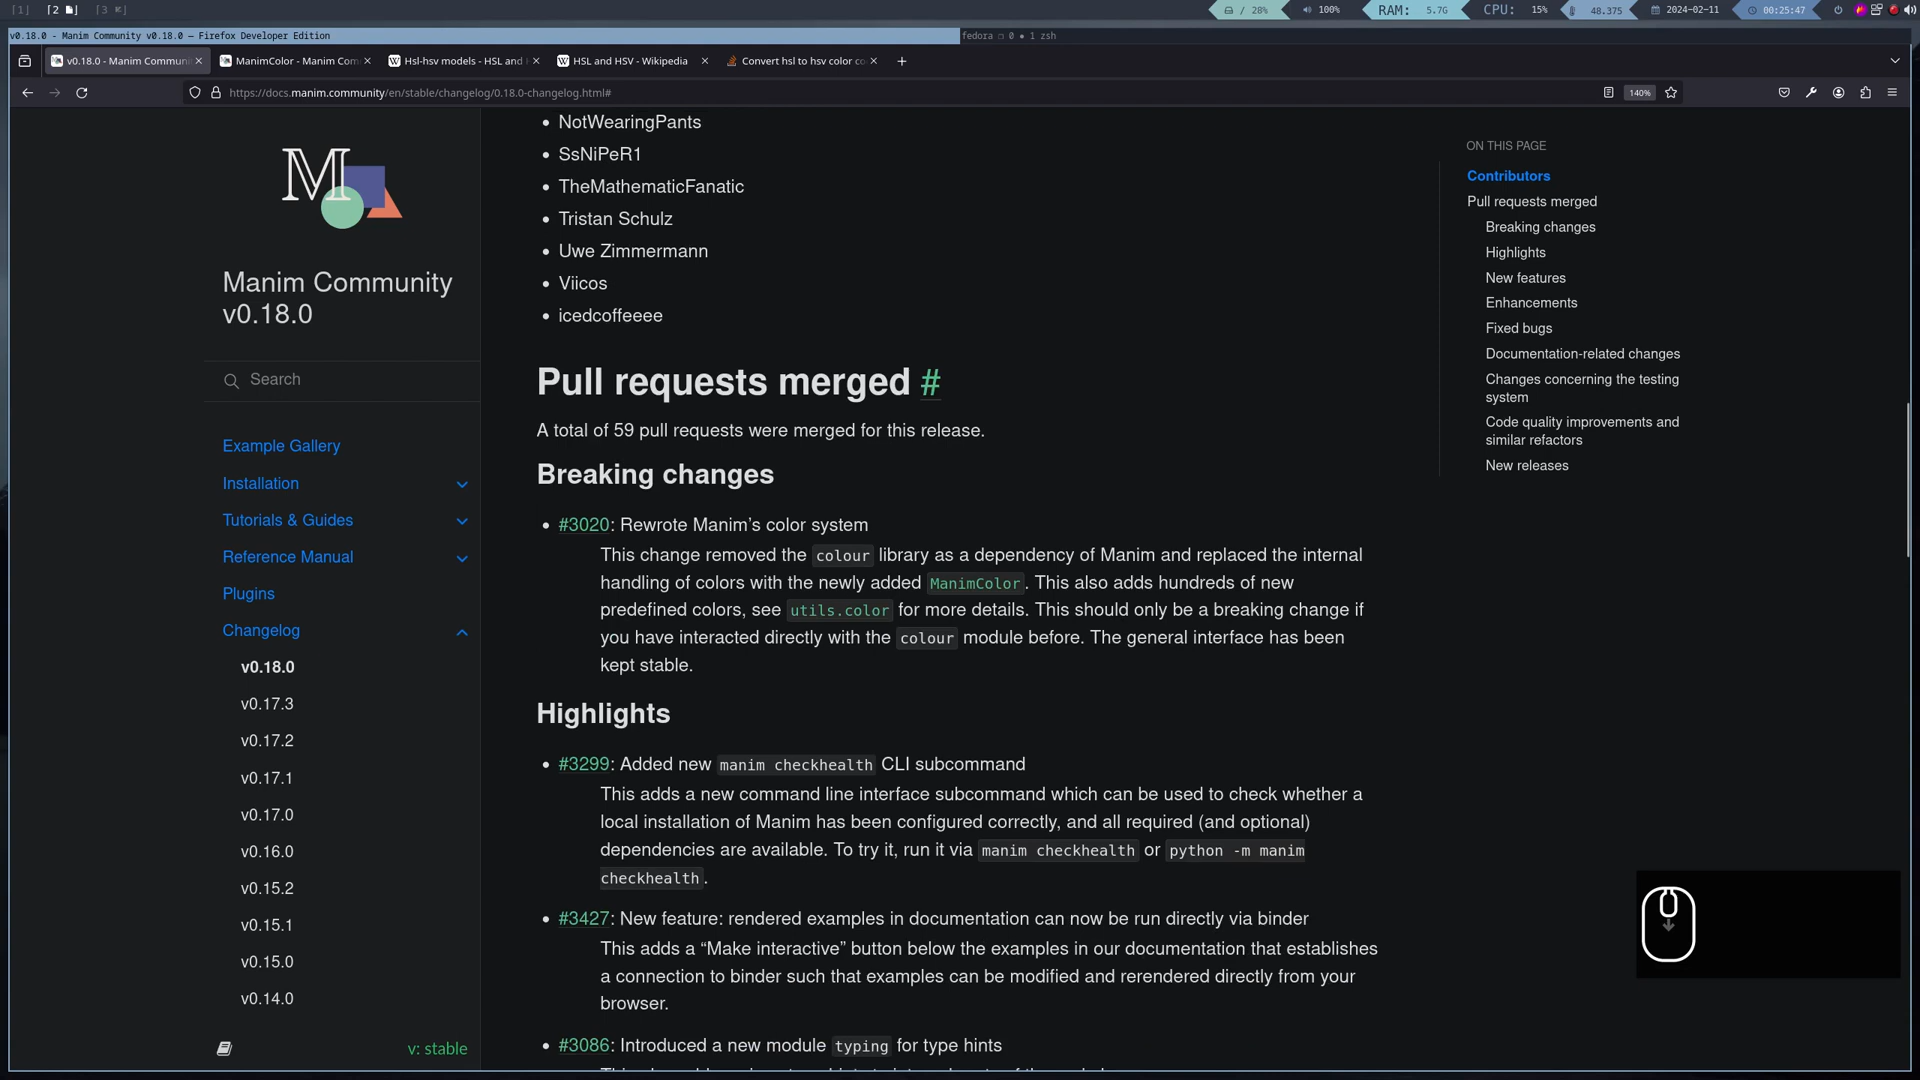 [1] [2 [3
/ 28% 100% RAM: 5.7G CPU: 15% 48.375 2024-02-11 00:25:47
v0.18.0 - Manim Community v0.18.0 — Firefox Developer Edition
fedora ❐ 0 ● 1 zsh
v0.18.0 - Manim Communi
ManimColor - Manim Com
Hsl-hsv models - HSL and
HSL and HSV - Wikipedia
Convert hsl to hsv color co
https://docs.manim.community/en/stable/changelog/0.18.0-changelog.html#
140%
Manim Community
v0.18.0
Search
Example Gallery
Installation
Tutorials & Guides
Reference Manual
Plugins
Changelog
v0.18.0
v0.17.3
v0.17.2
v0.17.1
v0.17.0
v0.16.0
v0.15.2
v0.15.1
v0.15.0
v0.14.0
v: stable
• NotWearingPants
• SsNiPeR1
• TheMathematicFanatic
• Tristan Schulz
• Uwe Zimmermann
• Viicos
• icedcoffeeee
Pull requests merged #
A total of 59 pull requests were merged for this release.
Breaking changes
• #3020: Rewrote Manim’s color system
This change removed the colour library as a dependency of Manim and replaced the internal
handling of colors with the newly added ManimColor. This also adds hundreds of new
predefined colors, see utils.color for more details. This should only be a breaking change if
you have interacted directly with the colour module before. The general interface has been
kept stable.
Highlights
• #3299: Added new manim checkhealth CLI subcommand
This adds a new command line interface subcommand which can be used to check whether a
local installation of Manim has been configured correctly, and all required (and optional)
dependencies are available. To try it, run it via manim checkhealth or python -m manim
checkhealth.
• #3427: New feature: rendered examples in documentation can now be run directly via binder
This adds a “Make interactive” button below the examples in our documentation that establishes
a connection to binder such that examples can be modified and rerendered directly from your
browser.
• #3086: Introduced a new module typing for type hints
ON THIS PAGE
Contributors
Pull requests merged
Breaking changes
Highlights
New features
Enhancements
Fixed bugs
Documentation-related changes
Changes concerning the testing
system
Code quality improvements and
similar refactors
New releases